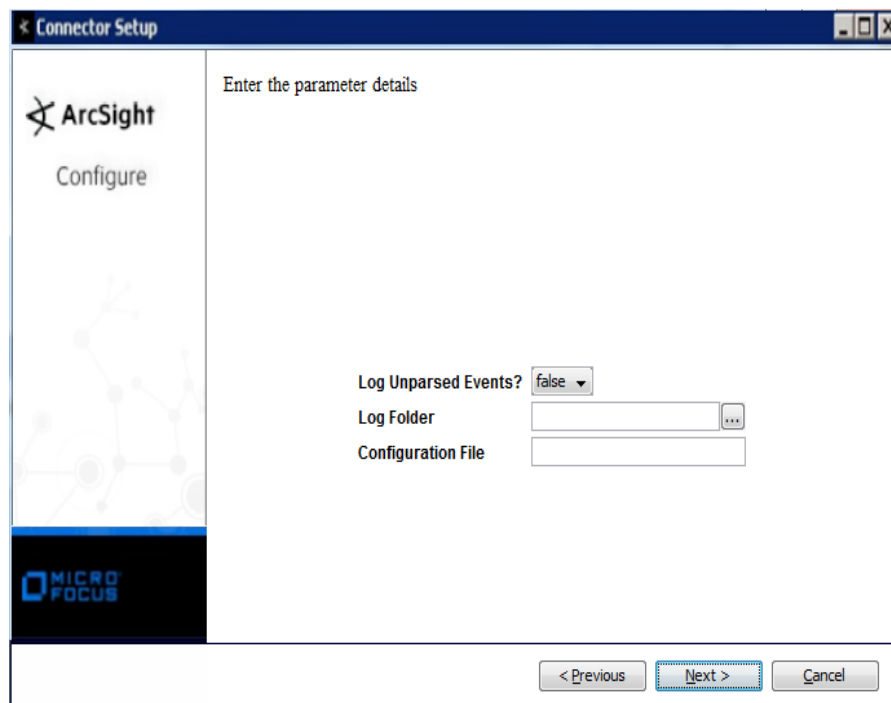 Connector Setup
Enter the parameter details
ArcSight
Configure
Log Unparsed Events? false
Log Folder ...
Configuration File
MICRO
FOCUS
< Previous Next > Cancel